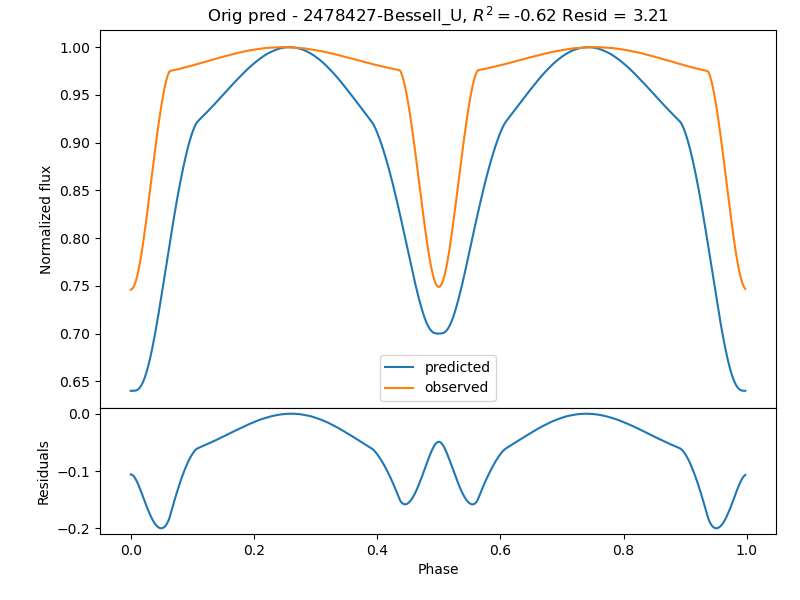 Orig pred - 2478427-Bessell_U, R² = -0.62 Resid = 3.21
1.00
0.95
0.90
0.85
0.80
0.75
0.70
0.65
Normalized flux
predicted
observed
0.0
−0.1
−0.2
Residuals
0.0 0.2 0.4 0.6 0.8 1.0
Phase